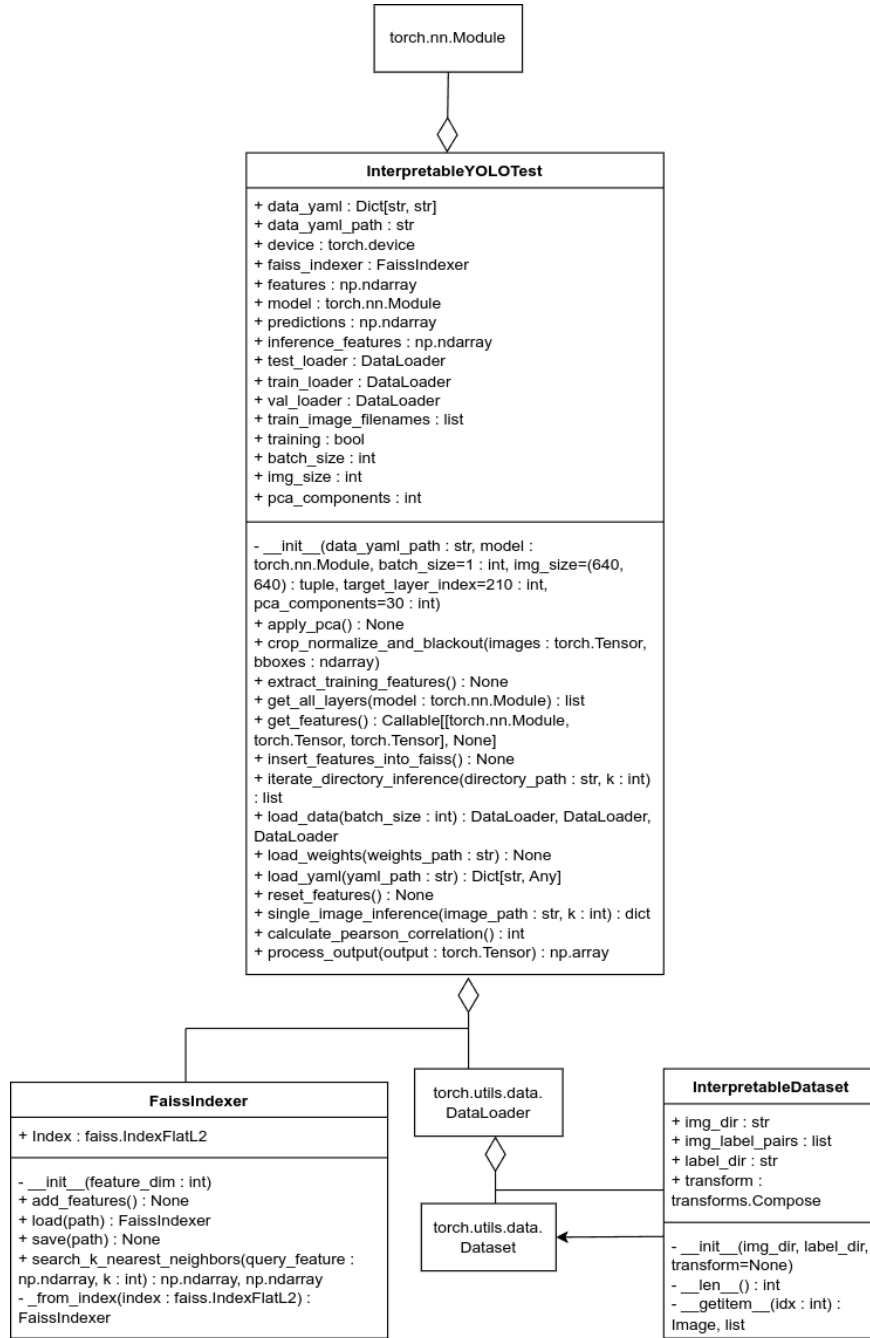 torch.nn.Module
InterpretableYOLOTest
+ data_yaml : Dict[str, str]
+ data_yaml_path : str
+ device : torch.device
+ faiss_indexer : FaissIndexer
+ features : np.ndarray
+ model : torch.nn.Module
+ predictions : np.ndarray
+ inference_features : np.ndarray
+ test_loader : DataLoader
+ train_loader : DataLoader
+ val_loader : DataLoader
+ train_image_filenames : list
+ training : bool
+ batch_size : int
+ img_size : int
+ pca_components : int
- __init__(data_yaml_path : str, model :
torch.nn.Module, batch_size=1 : int, img_size=(640,
640) : tuple, target_layer_index=210 : int,
pca_components=30 : int)
+ apply_pca() : None
+ crop_normalize_and_blackout(images : torch.Tensor,
bboxes : ndarray)
+ extract_training_features() : None
+ get_all_layers(model : torch.nn.Module) : list
+ get_features() : Callable[[torch.nn.Module,
torch.Tensor, torch.Tensor], None]
+ insert_features_into_faiss() : None
+ iterate_directory_inference(directory_path : str, k : int)
: list
+ load_data(batch_size : int) : DataLoader, DataLoader,
DataLoader
+ load_weights(weights_path : str) : None
+ load_yaml(yaml_path : str) : Dict[str, Any]
+ reset_features() : None
+ single_image_inference(image_path : str, k : int) : dict
+ calculate_pearson_correlation() : int
+ process_output(output : torch.Tensor) : np.array
FaissIndexer
+ Index : faiss.IndexFlatL2
- __init__(feature_dim : int)
+ add_features() : None
+ load(path) : FaissIndexer
+ save(path) : None
+ search_k_nearest_neighbors(query_feature :
np.ndarray, k : int) : np.ndarray, np.ndarray
- _from_index(index : faiss.IndexFlatL2) :
FaissIndexer
torch.utils.data.
DataLoader
torch.utils.data.
Dataset
InterpretableDataset
+ img_dir : str
+ img_label_pairs : list
+ label_dir : str
+ transform :
transforms.Compose
- __init__(img_dir, label_dir,
transform=None)
- __len__() : int
- __getitem__(idx : int) :
Image, list